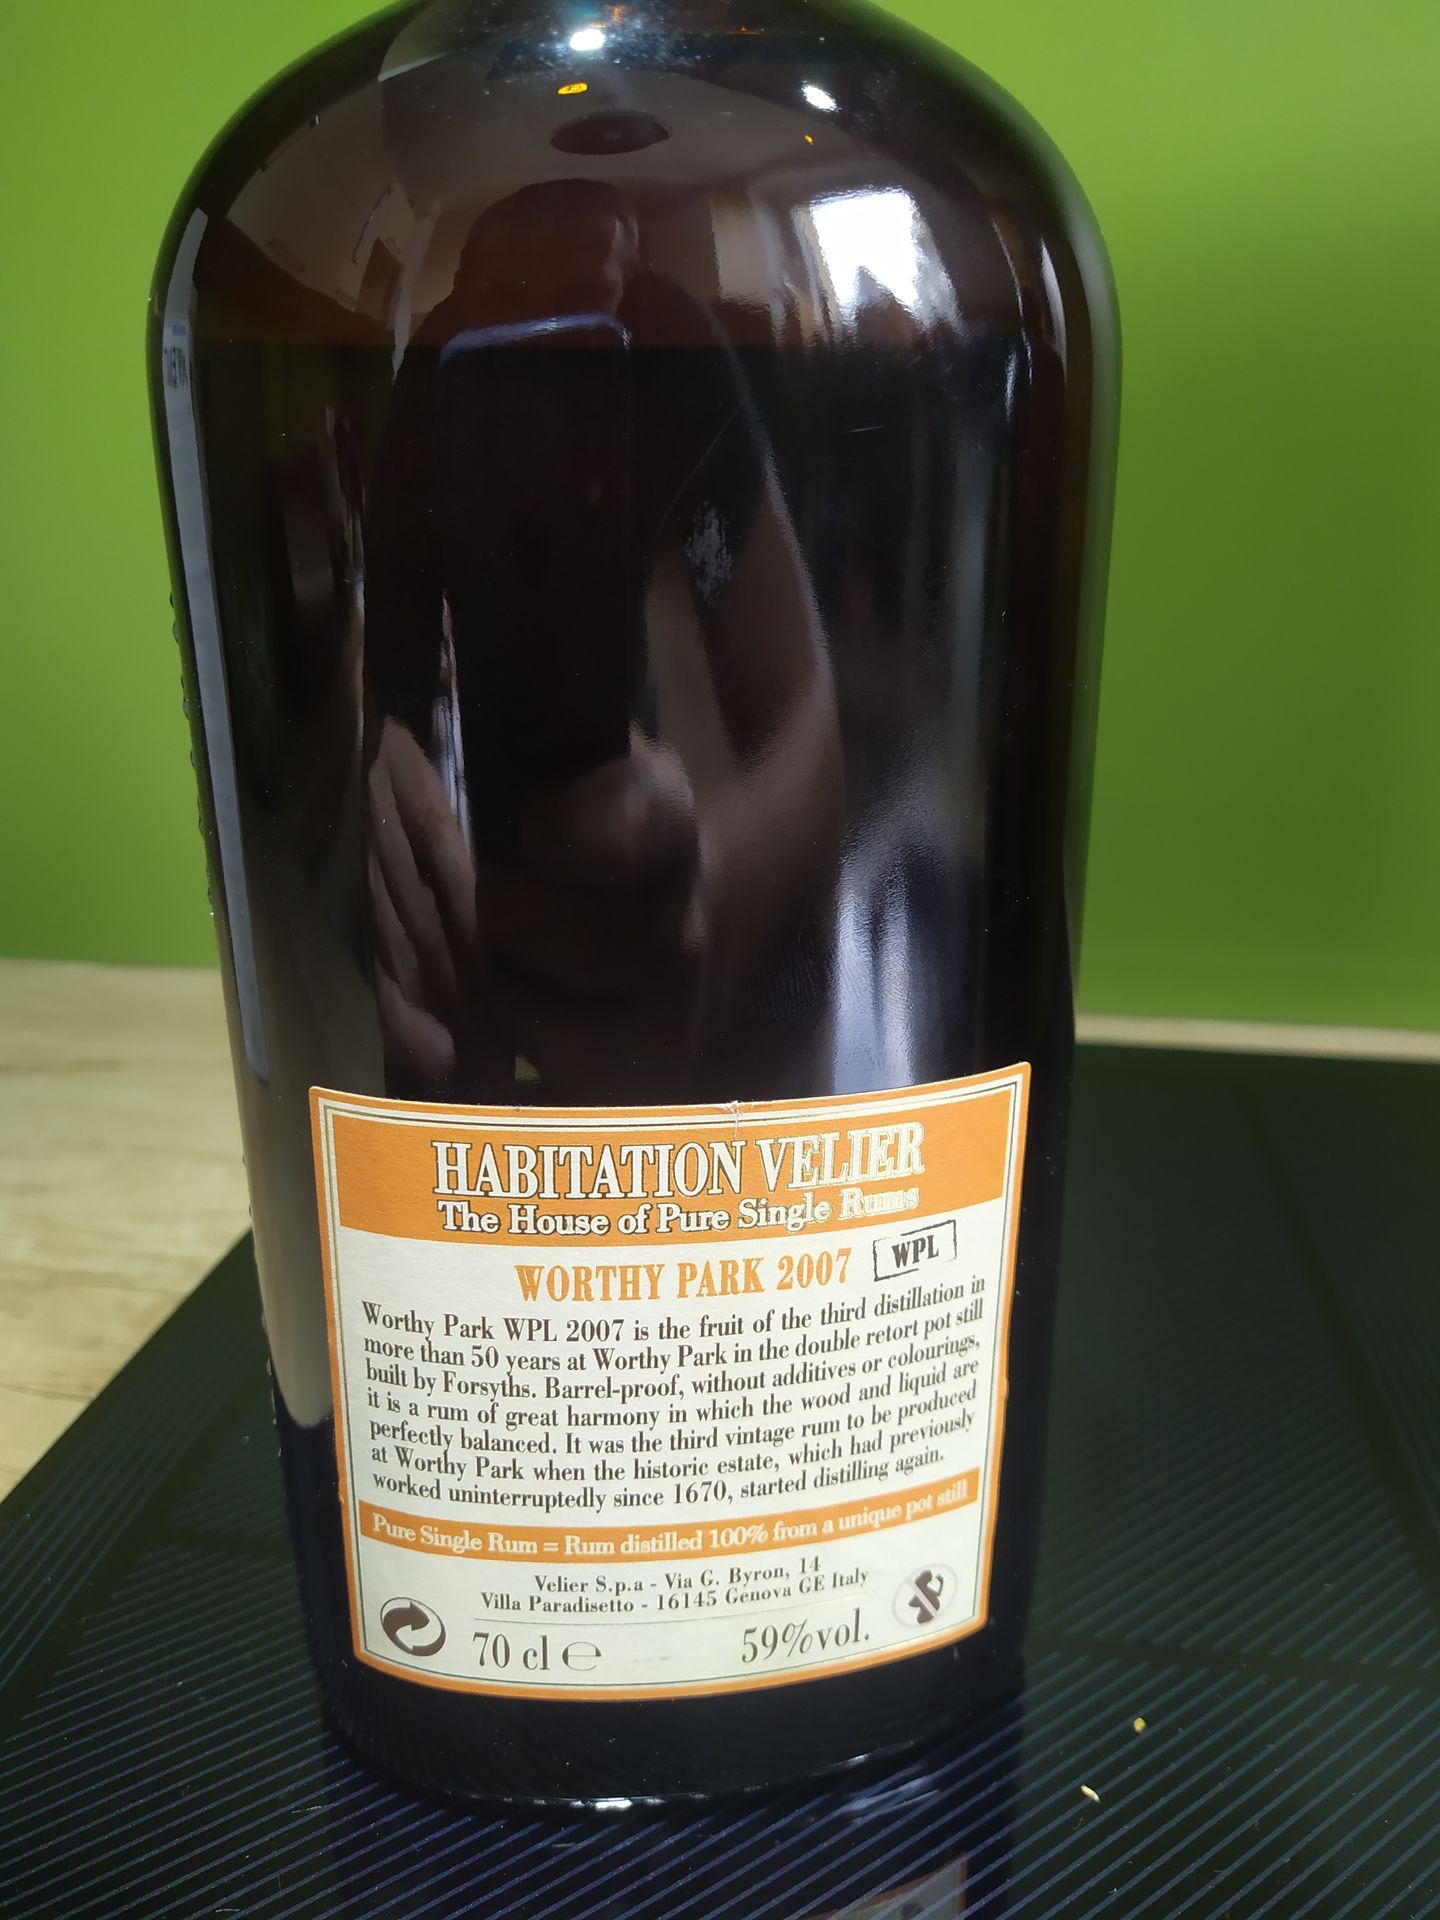 HABITATION VELIER
The House of Pure Single Rums
WORTHY PARK 2007 WPL
Worthy Park WPL 2007 is the fruit of the third distillation in
more than 50 years at Worthy Park in the double retort pot still
built by Forsyths. Barrel-proof, without additives or colourings,
it is a rum of great harmony in which the wood and liquid are
perfectly balanced. It was the third vintage rum to be produced
at Worthy Park when the historic estate, which had previously
worked uninterruptedly since 1670, started distilling again.
Pure Single Rum = Rum distilled 100% from a unique pot still
Velier S.p.a - Via G. Byron, 14
Villa Paradisetto - 16145 Genova GE Italy
70 cl ℮ 59%vol.